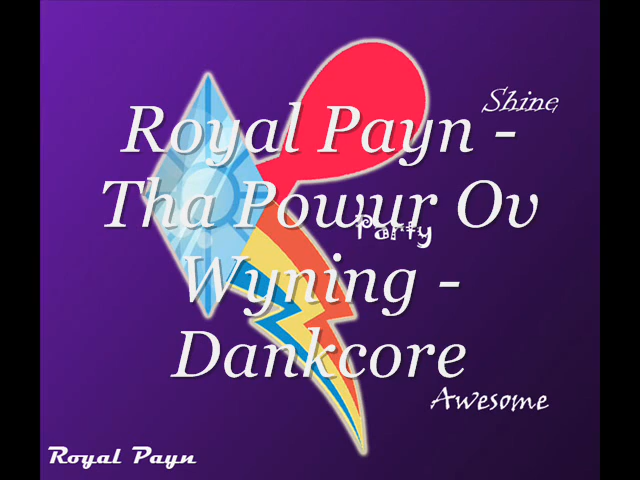 Shine
Royal Payn -
Tha Powur Ov
Party
Wyning -
Dankcore
Awesome
Royal Payn